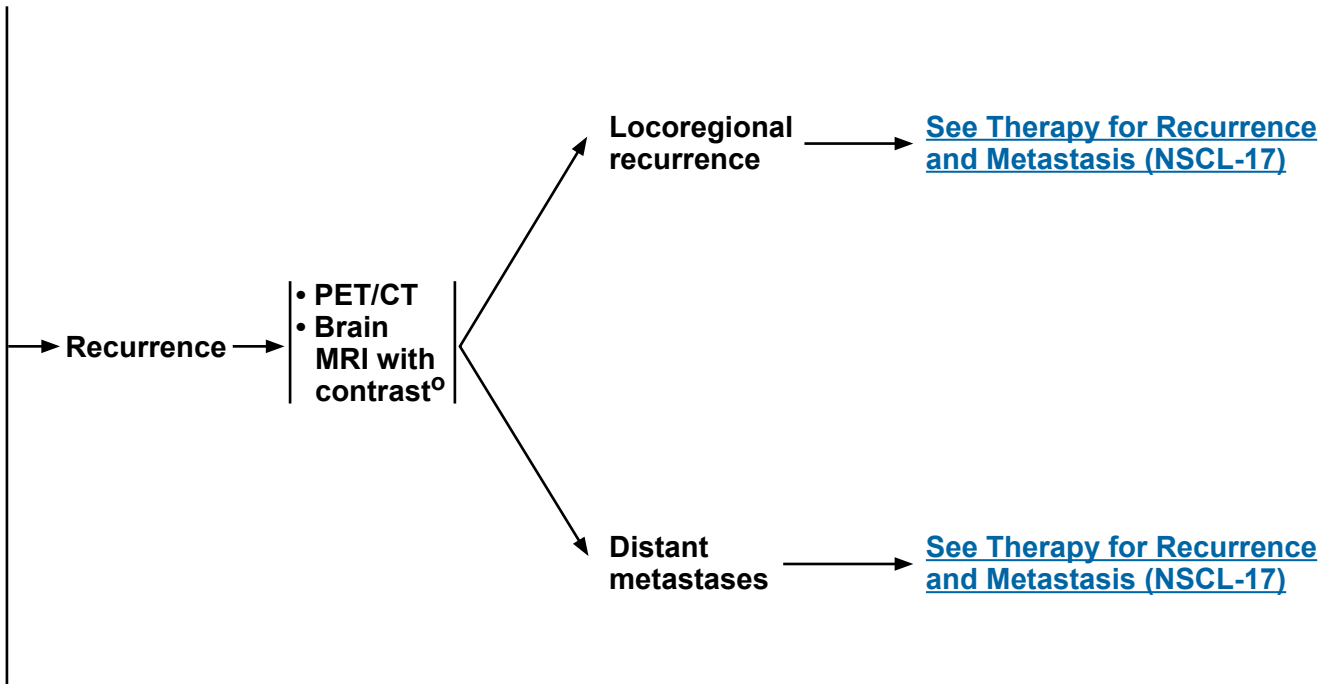 Locoregional
recurrence
See Therapy for Recurrence
and Metastasis (NSCL-17)
Recurrence
• PET/CT
• Brain
MRI with
contrastᵒ
Distant
metastases
See Therapy for Recurrence
and Metastasis (NSCL-17)